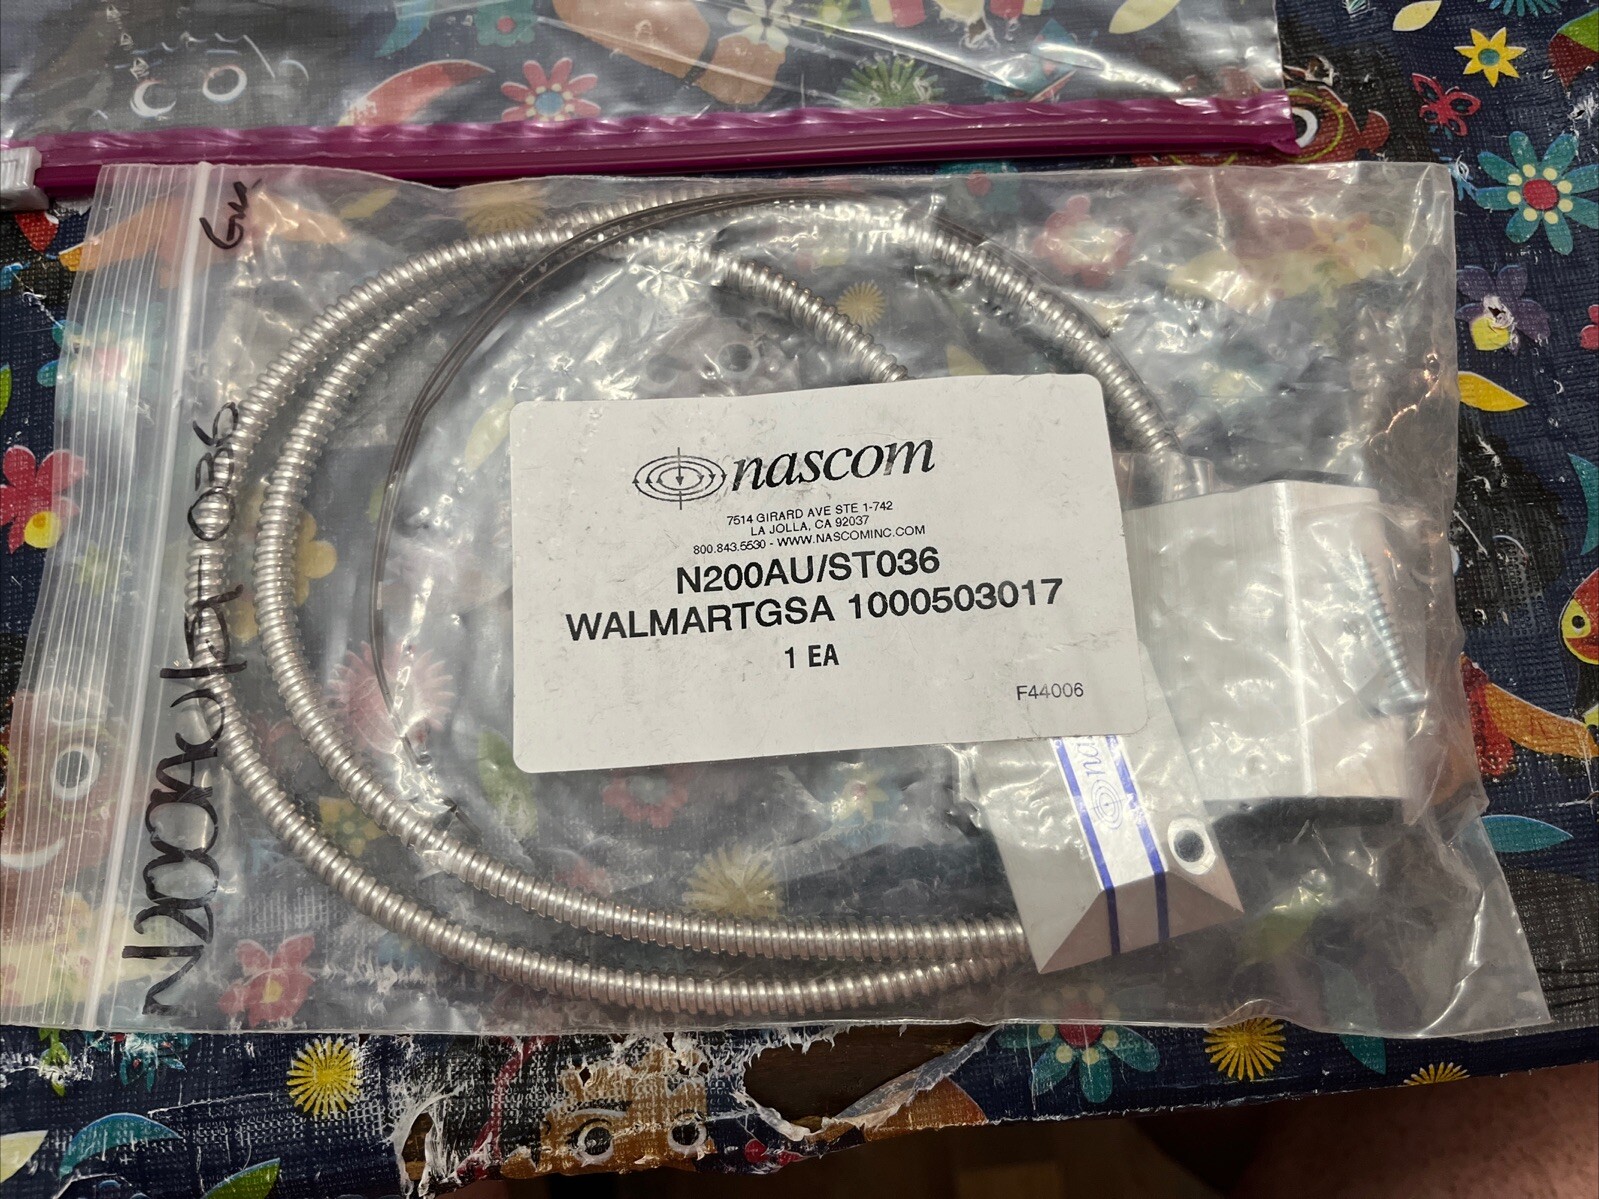 nascom
7514 GIRARD AVE STE 1-742
LA JOLLA, CA 92037
800.843.5530 - WWW.NASCOMINC.COM
N200AU/ST036
WALMARTGSA 1000503017
1 EA
F44006
nas
N200AU/ST-036